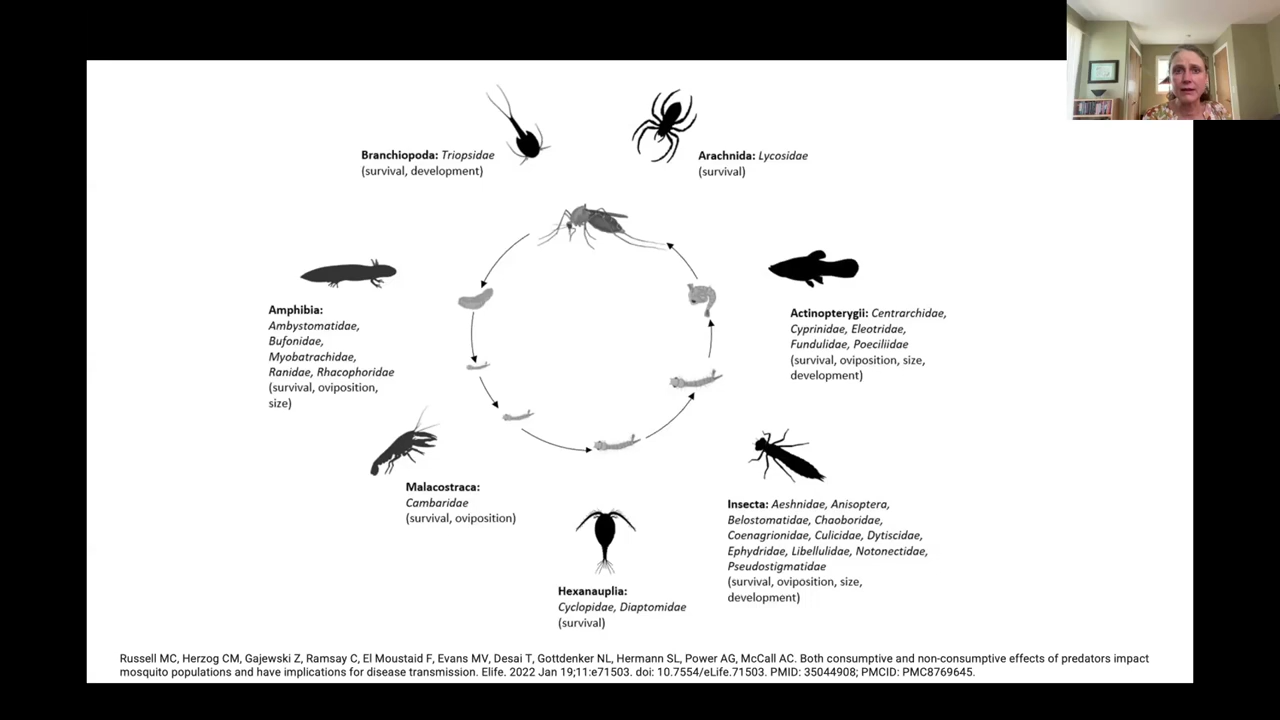 Branchiopoda: Triopsidae
(survival, development)
Arachnida: Lycosidae
(survival)
Amphibia:
Ambystomatidae,
Bufonidae,
Myobatrachidae,
Ranidae, Rhacophoridae
(survival, oviposition,
size)
Actinopterygii: Centrarchidae,
Cyprinidae, Eleotridae,
Fundulidae, Poeciliidae
(survival, oviposition, size,
development)
Malacostraca:
Cambaridae
(survival, oviposition)
Insecta: Aeshnidae, Anisoptera,
Belostomatidae, Chaoboridae,
Coenagrionidae, Culicidae, Dytiscidae,
Ephydridae, Libellulidae, Notonectidae,
Pseudostigmatidae
(survival, oviposition, size,
development)
Hexanauplia:
Cyclopidae, Diaptomidae
(survival)
Russell MC, Herzog CM, Gajewski Z, Ramsay C, El Moustaid F, Evans MV, Desai T, Gottdenker NL, Hermann SL, Power AG, McCall AC. Both consumptive and non-consumptive effects of predators impact
mosquito populations and have implications for disease transmission. Elife. 2022 Jan 19;11:e71503. doi: 10.7554/eLife.71503. PMID: 35044908; PMCID: PMC8769645.